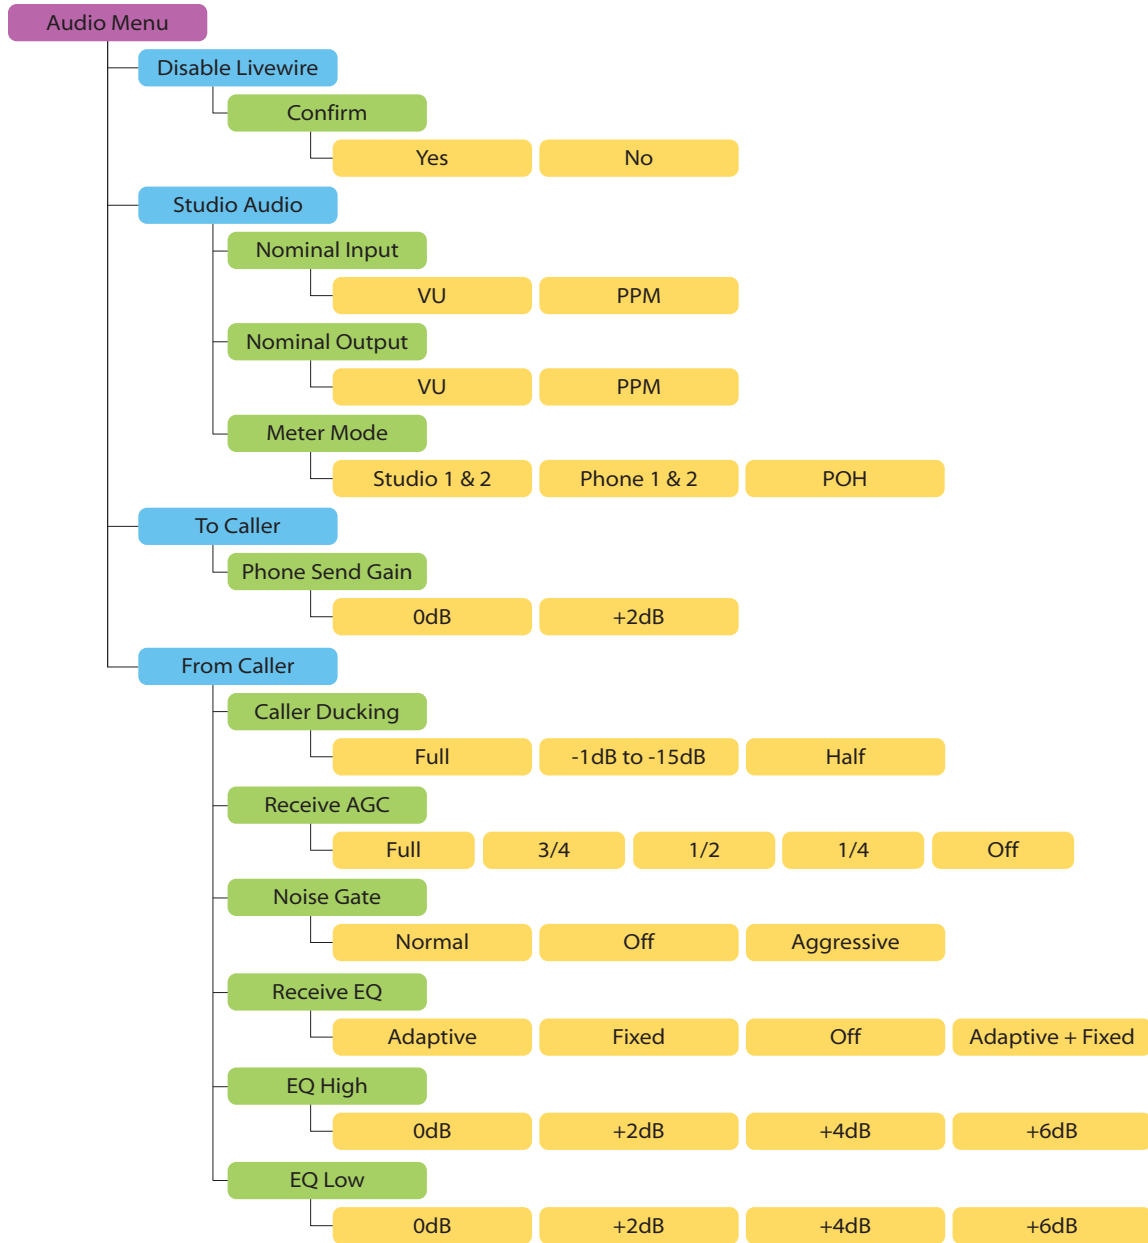 Audio Menu
Disable Livewire
Confirm
Yes No
Studio Audio
Nominal Input
VU PPM
Nominal Output
VU PPM
Meter Mode
Studio 1 & 2 Phone 1 & 2 POH
To Caller
Phone Send Gain
0dB +2dB
From Caller
Caller Ducking
Full -1dB to -15dB Half
Receive AGC
Full 3/4 1/2 1/4 Off
Noise Gate
Normal Off Aggressive
Receive EQ
Adaptive Fixed Off Adaptive + Fixed
EQ High
0dB +2dB +4dB +6dB
EQ Low
0dB +2dB +4dB +6dB